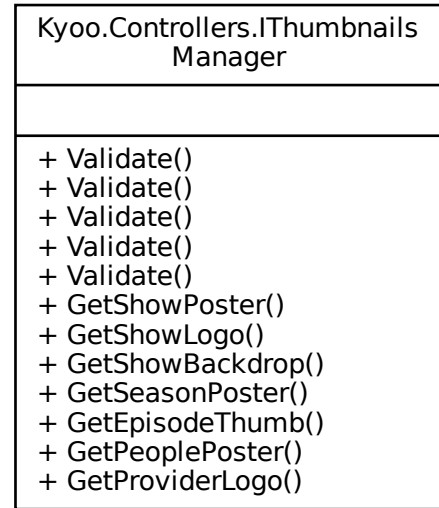 Kyoo.Controllers.IThumbnails
Manager
+ Validate()
+ Validate()
+ Validate()
+ Validate()
+ Validate()
+ GetShowPoster()
+ GetShowLogo()
+ GetShowBackdrop()
+ GetSeasonPoster()
+ GetEpisodeThumb()
+ GetPeoplePoster()
+ GetProviderLogo()